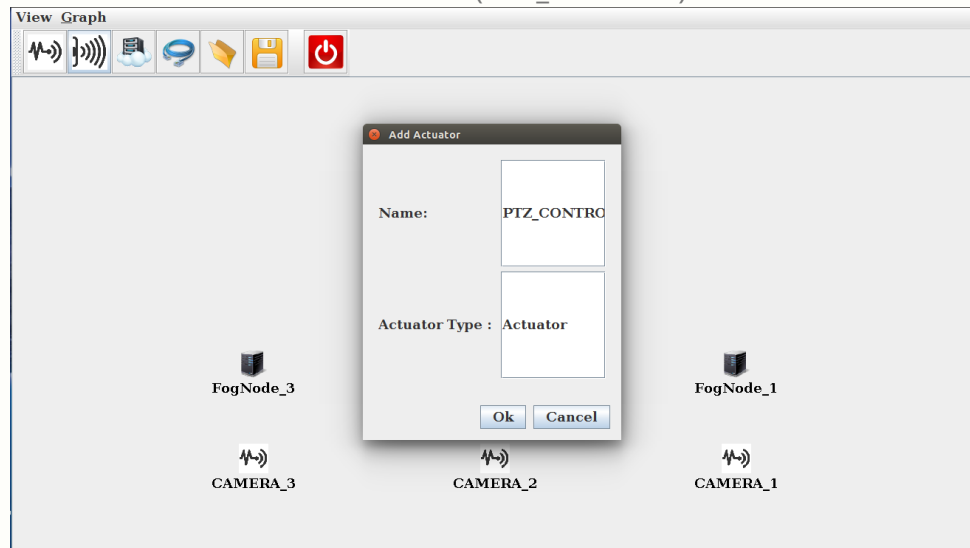 View Graph
Add Actuator
Name: PTZ_CONTRO
Actuator Type : Actuator
Ok Cancel
FogNode_3 FogNode_1
CAMERA_3 CAMERA_2 CAMERA_1